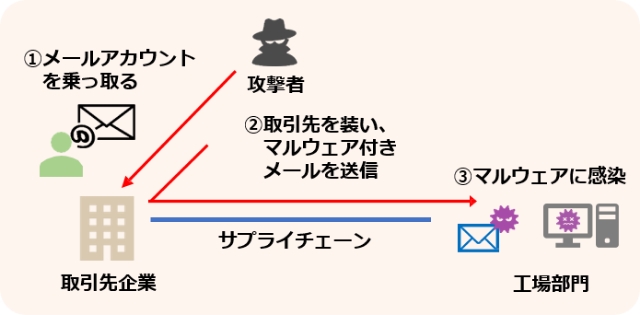 ①メールアカウント
を乗っ取る
攻撃者
②取引先を装い、
マルウェア付き
メールを送信
③マルウェアに感染
サプライチェーン
取引先企業
工場部門